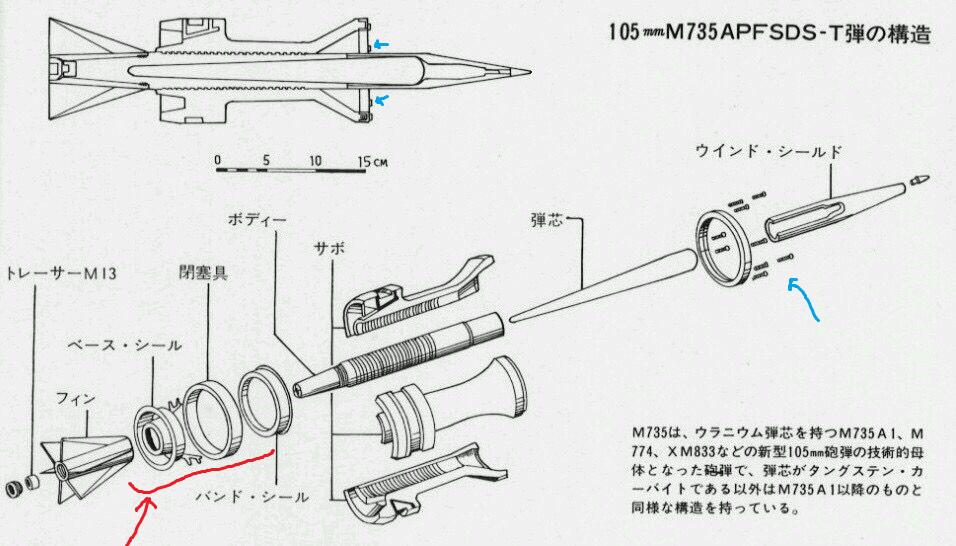 105mmM735APFSDS-T弾の構造
0 5 10 15CM
ウインド・シールド
ボディー
弾芯
サボ
トレーサーM13
閉塞具
ベース・シール
フィン
バンド・シール
M735は、ウラニウム弾芯を持つM735A1、M
774、XM833などの新型105mm砲弾の技術的母
体となった砲弾で、弾芯がタングステン・カ
ーバイトである以外はM735A1以降のものと
同様な構造を持っている。